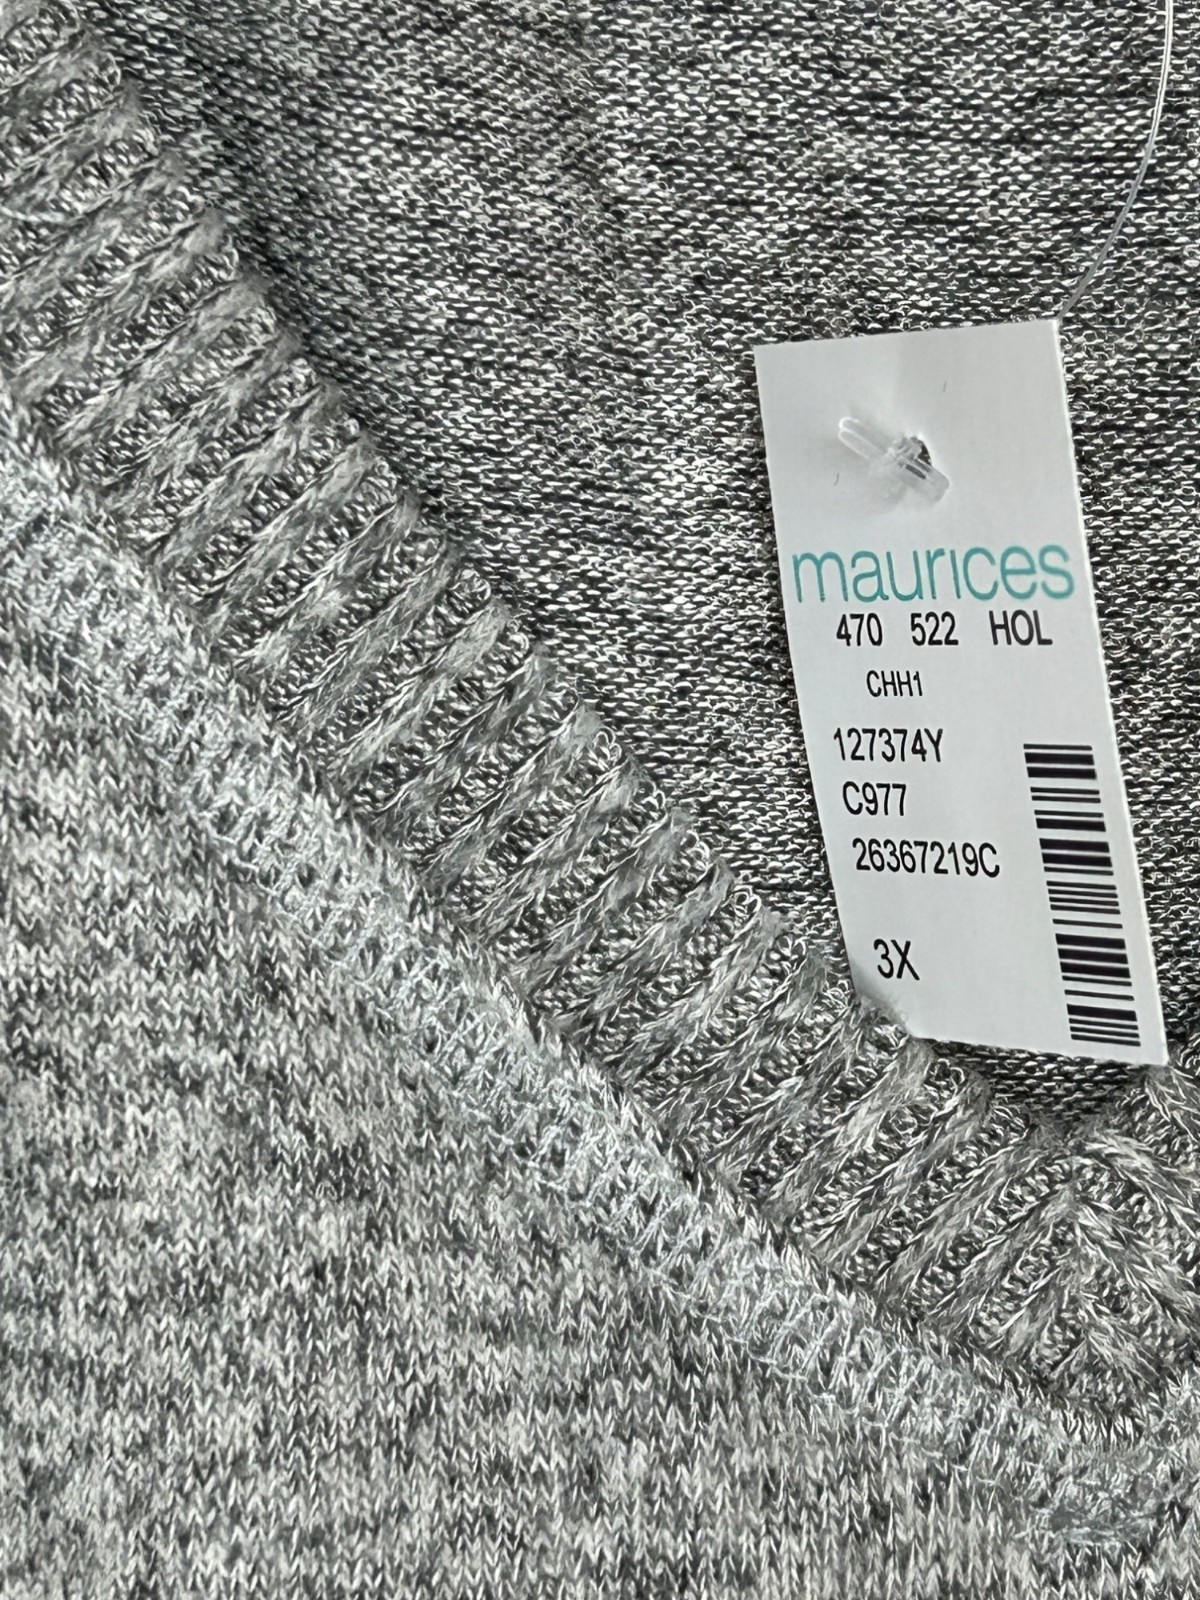 maurices
470 522 HOL
CHH1
127374Y
C977
26367219C
3X